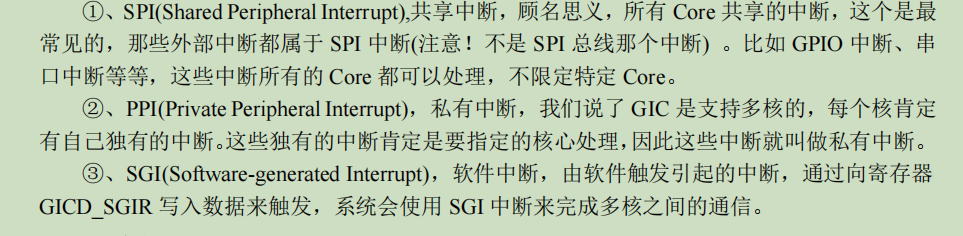 ①、SPI(Shared Peripheral Interrupt),共享中断，顾名思义，所有 Core 共享的中断，这个是最
常见的，那些外部中断都属于 SPI 中断(注意！不是 SPI 总线那个中断) 。比如 GPIO 中断、串
口中断等等，这些中断所有的 Core 都可以处理，不限定特定 Core。
②、PPI(Private Peripheral Interrupt)，私有中断，我们说了 GIC 是支持多核的，每个核肯定
有自己独有的中断。这些独有的中断肯定是要指定的核心处理，因此这些中断就叫做私有中断。
③、SGI(Software-generated Interrupt)，软件中断，由软件触发引起的中断，通过向寄存器
GICD_SGIR 写入数据来触发，系统会使用 SGI 中断来完成多核之间的通信。